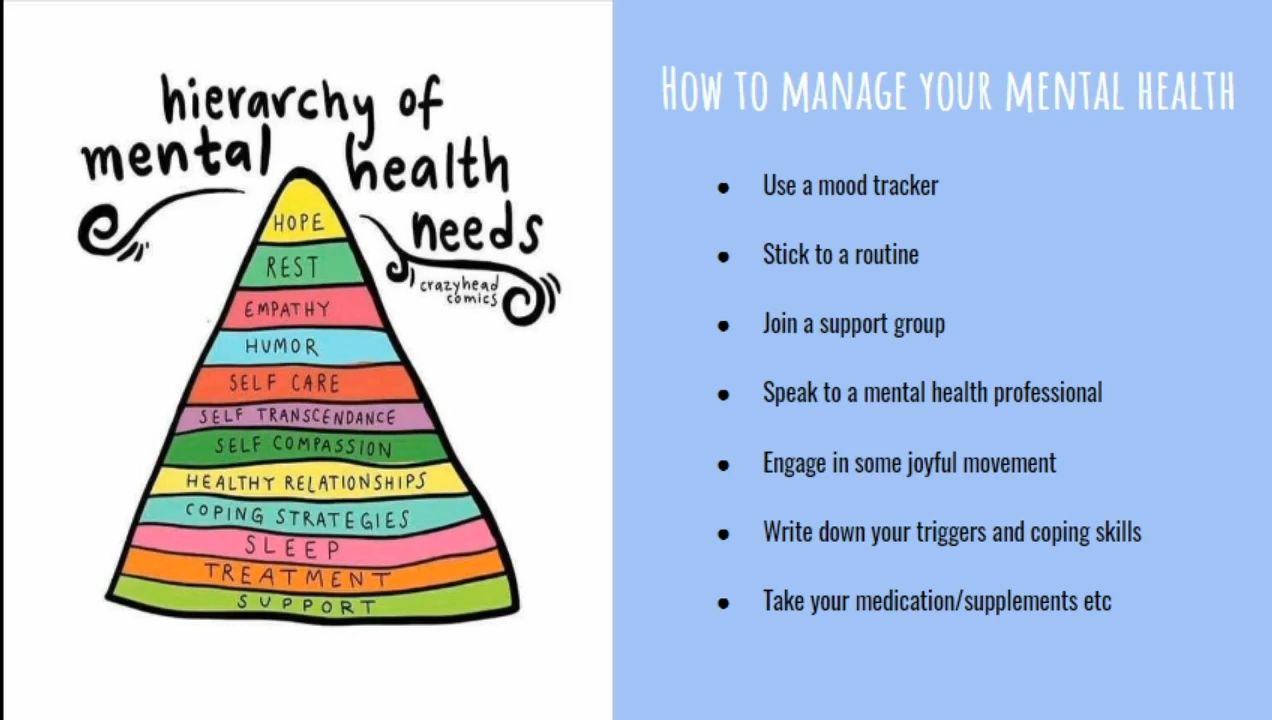 hierarchy of
mental health
needs
crazyhead
comics
HOPE
REST
EMPATHY
HUMOR
SELF CARE
SELF TRANSCENDANCE
SELF COMPASSION
HEALTHY RELATIONSHIPS
COPING STRATEGIES
SLEEP
TREATMENT
SUPPORT
HOW TO MANAGE YOUR MENTAL HEALTH
● Use a mood tracker
● Stick to a routine
● Join a support group
● Speak to a mental health professional
● Engage in some joyful movement
● Write down your triggers and coping skills
● Take your medication/supplements etc